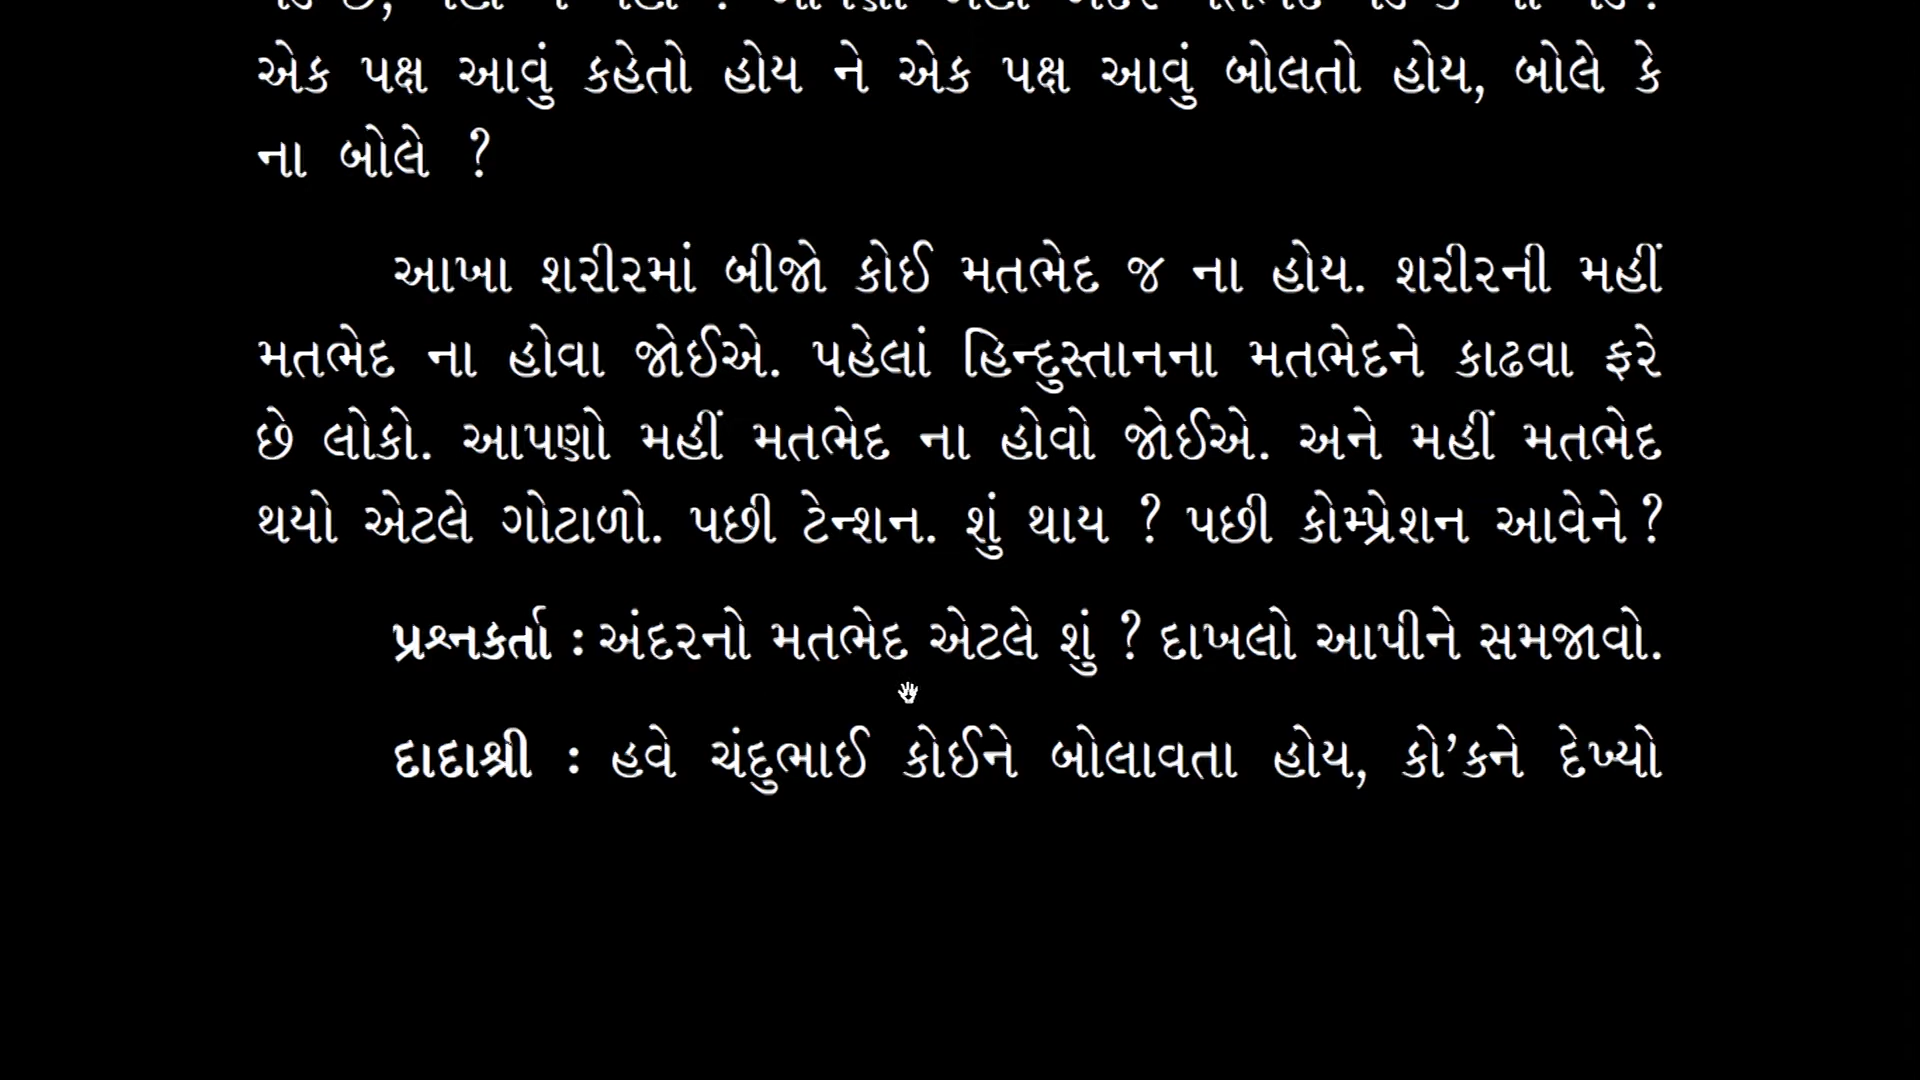 એક પક્ષ આવું કહેતો હોય ને એક પક્ષ આવું બોલતો હોય, બોલે કે
ના બોલે ?
આખા શરીરમાં બીજો કોઈ મતભેદ જ ના હોય. શરીરની મહીં
મતભેદ ના હોવા જોઈએ. પહેલાં હિન્દુસ્તાનના મતભેદને કાઢવા ફરે
છે લોકો. આપણો મહીં મતભેદ ના હોવો જોઈએ. અને મહીં મતભેદ
થયો એટલે ગોટાળો. પછી ટેન્શન. શું થાય ? પછી કોમ્પ્રેશન આવેને ?
પ્રશ્નકર્તા : અંદરનો મતભેદ એટલે શું ? દાખલો આપીને સમજાવો.
દાદાશ્રી : હવે ચંદુભાઈ કોઈને બોલાવતા હોય, કો’કને દેખ્યો